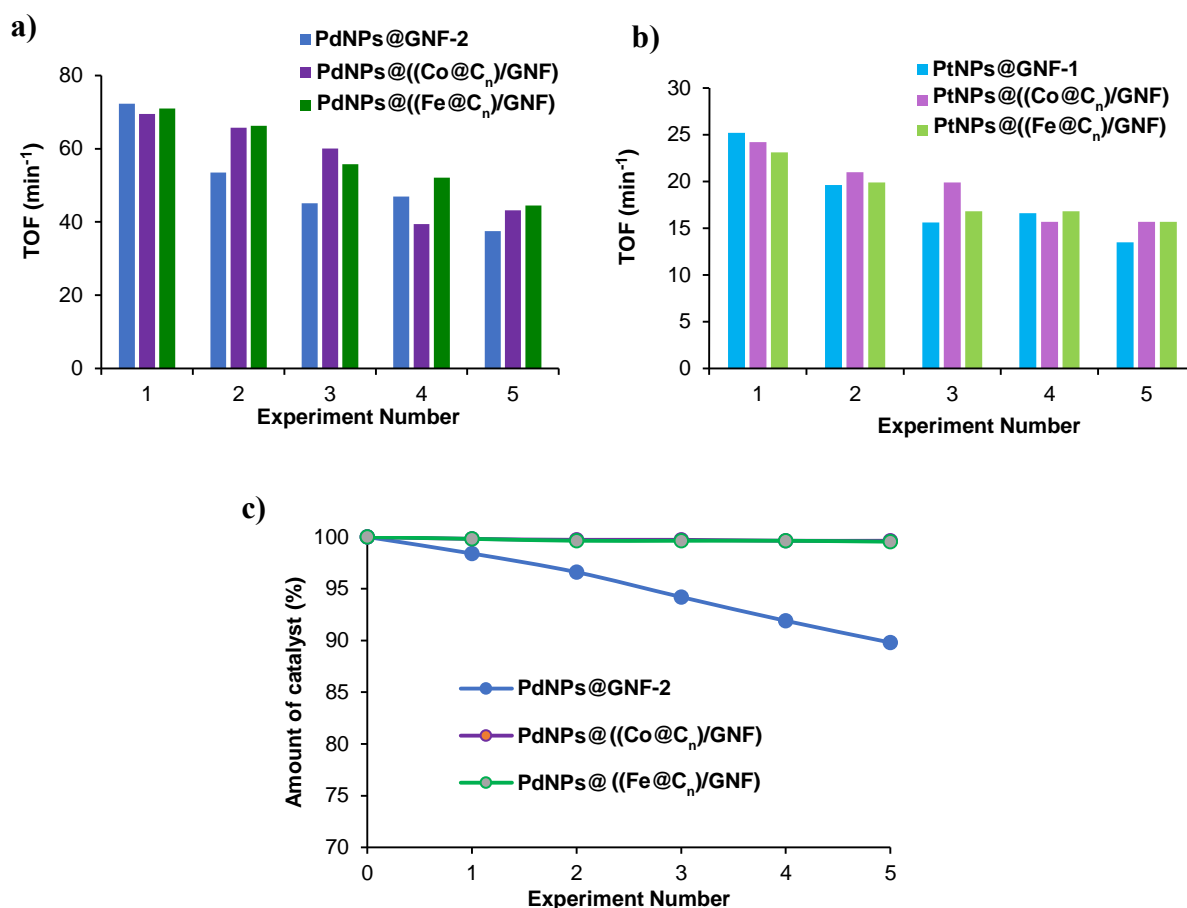 a)
PdNPs@GNF-2
PdNPs@((Co@Cn)/GNF)
PdNPs@((Fe@Cn)/GNF)
80
60
40
20
0
TOF (min-1)
1 2 3 4 5
Experiment Number
b)
PtNPs@GNF-1
PtNPs@((Co@Cn)/GNF)
PtNPs@((Fe@Cn)/GNF)
30
25
20
15
10
5
0
TOF (min-1)
1 2 3 4 5
Experiment Number
c)
100
95
90
85
80
75
70
Amount of catalyst (%)
PdNPs@GNF-2
PdNPs@((Co@Cn)/GNF)
PdNPs@((Fe@Cn)/GNF)
0 1 2 3 4 5
Experiment Number